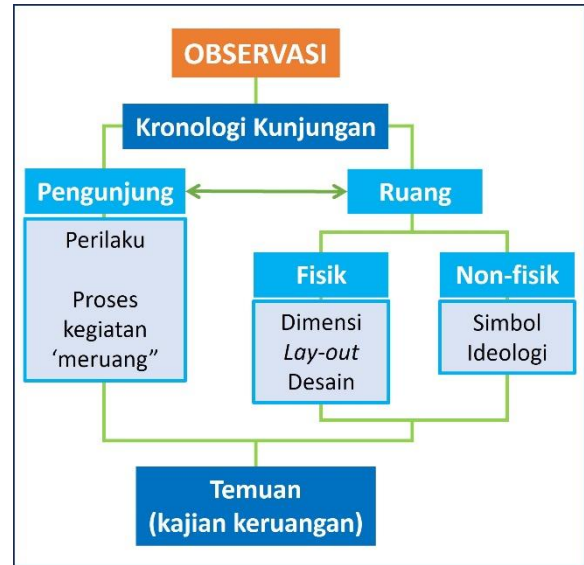 OBSERVASI
Kronologi Kunjungan
Pengunjung
Ruang
Perilaku
Proses
kegiatan
‘meruang”
Fisik
Non-fisik
Dimensi
Lay-out
Desain
Simbol
Ideologi
Temuan
(kajian keruangan)